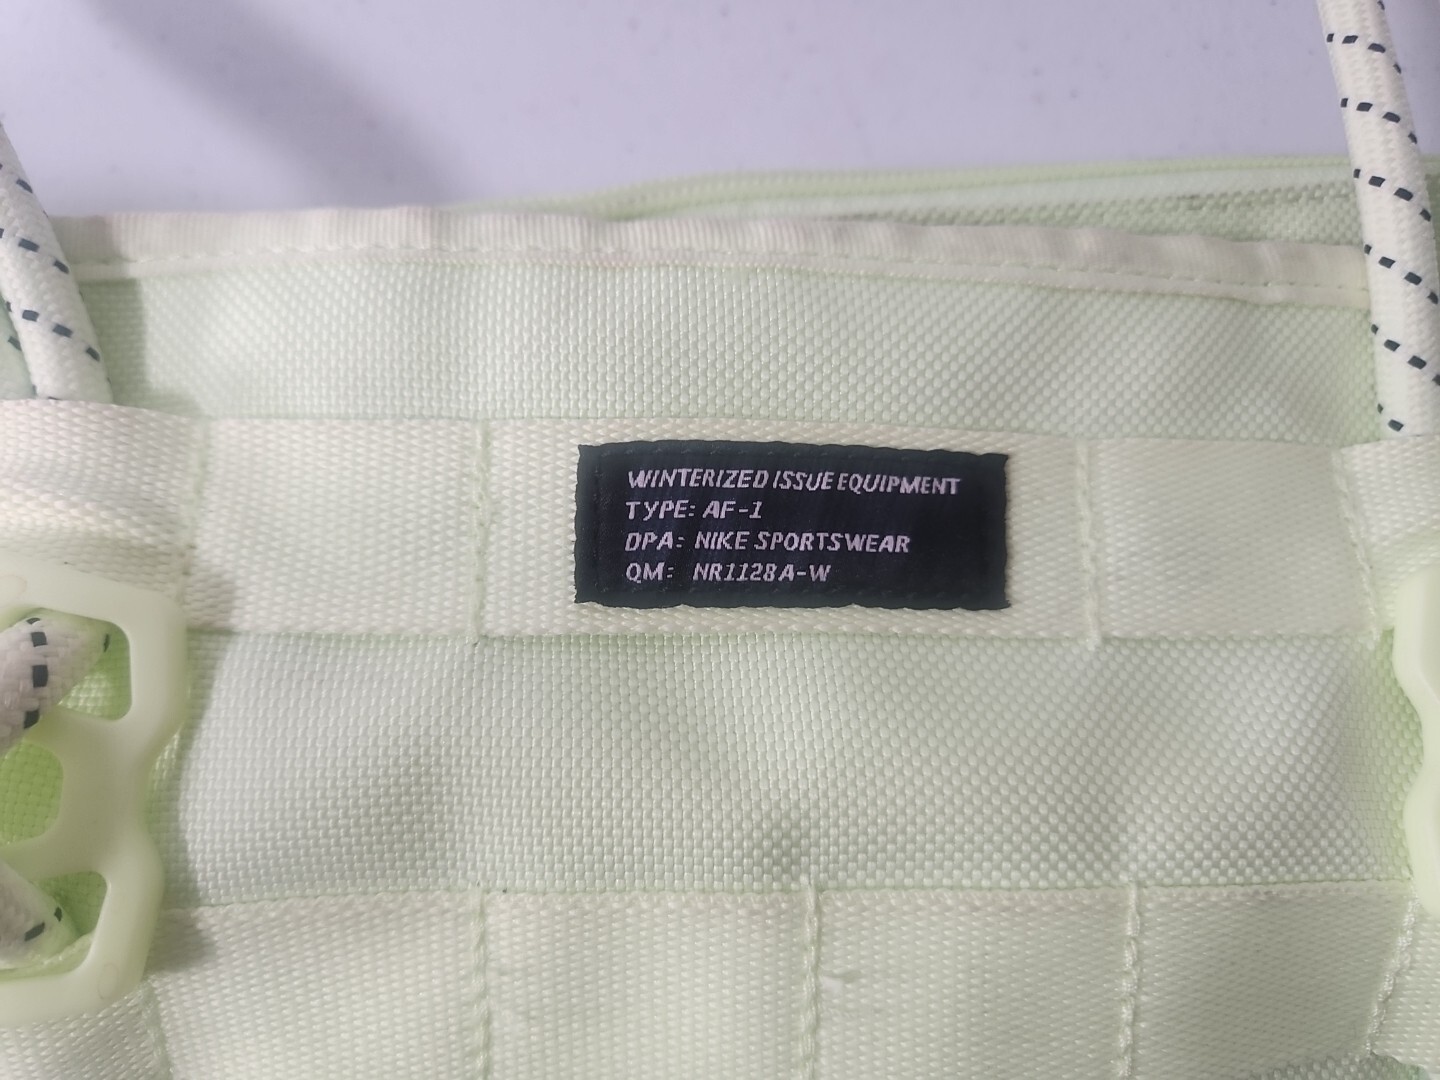 WINTERIZED ISSUE EQUIPMENT
TYPE: AF-1
DPA: NIKE SPORTSWEAR
QM: NR1128A-W